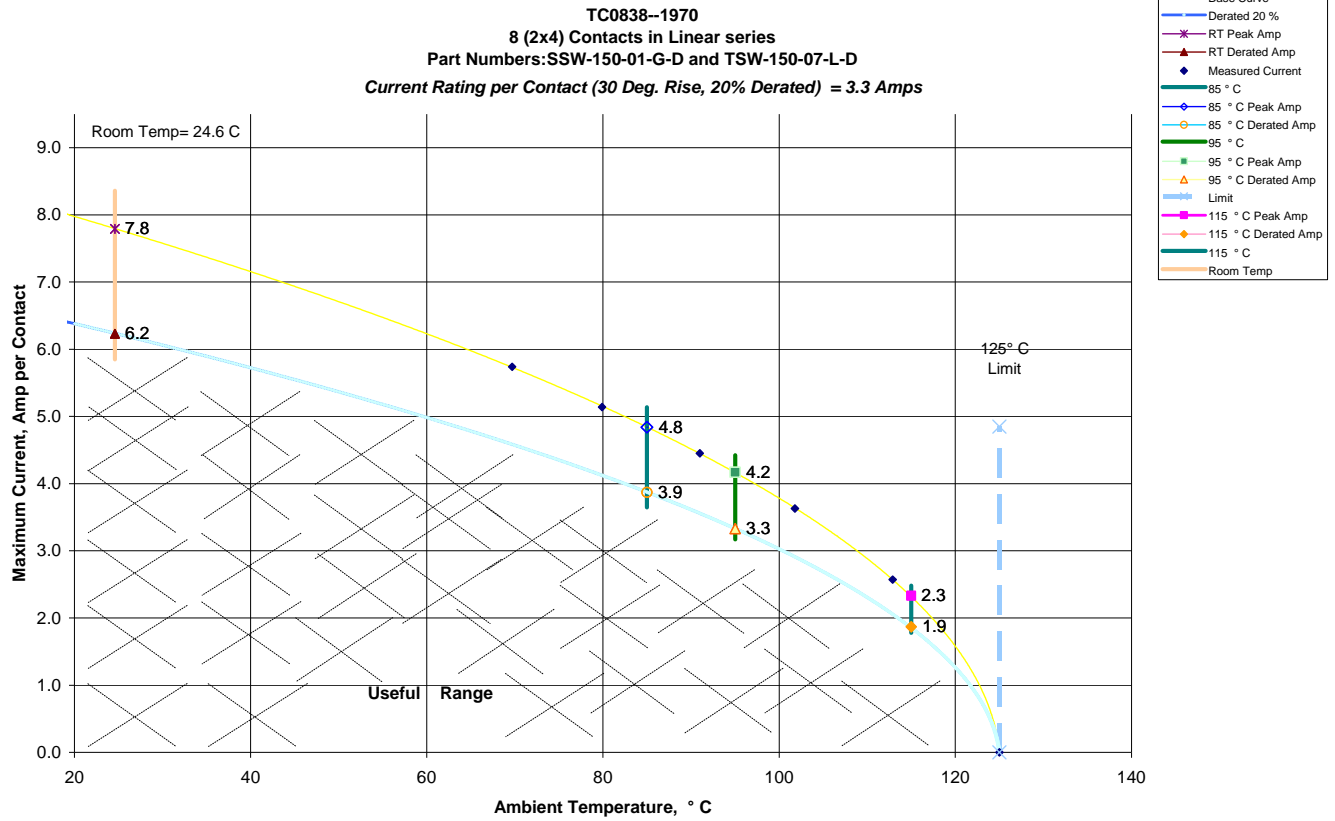 TC0838--1970
8 (2x4) Contacts in Linear series
Part Numbers:SSW-150-01-G-D and TSW-150-07-L-D
Current Rating per Contact (30 Deg. Rise, 20% Derated) = 3.3 Amps
Base Curve
Derated 20 %
RT Peak Amp
RT Derated Amp
Measured Current
85 ° C
85 ° C Peak Amp
85 ° C Derated Amp
95 ° C
95 ° C Peak Amp
95 ° C Derated Amp
Limit
115 ° C Peak Amp
115 ° C Derated Amp
115 ° C
Room Temp
Room Temp= 24.6 C
Maximum Current, Amp per Contact
9.0
8.0
7.0
6.0
5.0
4.0
3.0
2.0
1.0
0.0
7.8
6.2
4.8
3.9
4.2
3.3
2.3
1.9
125° C
Limit
Useful Range
20
40
60
80
100
120
140
Ambient Temperature, ° C